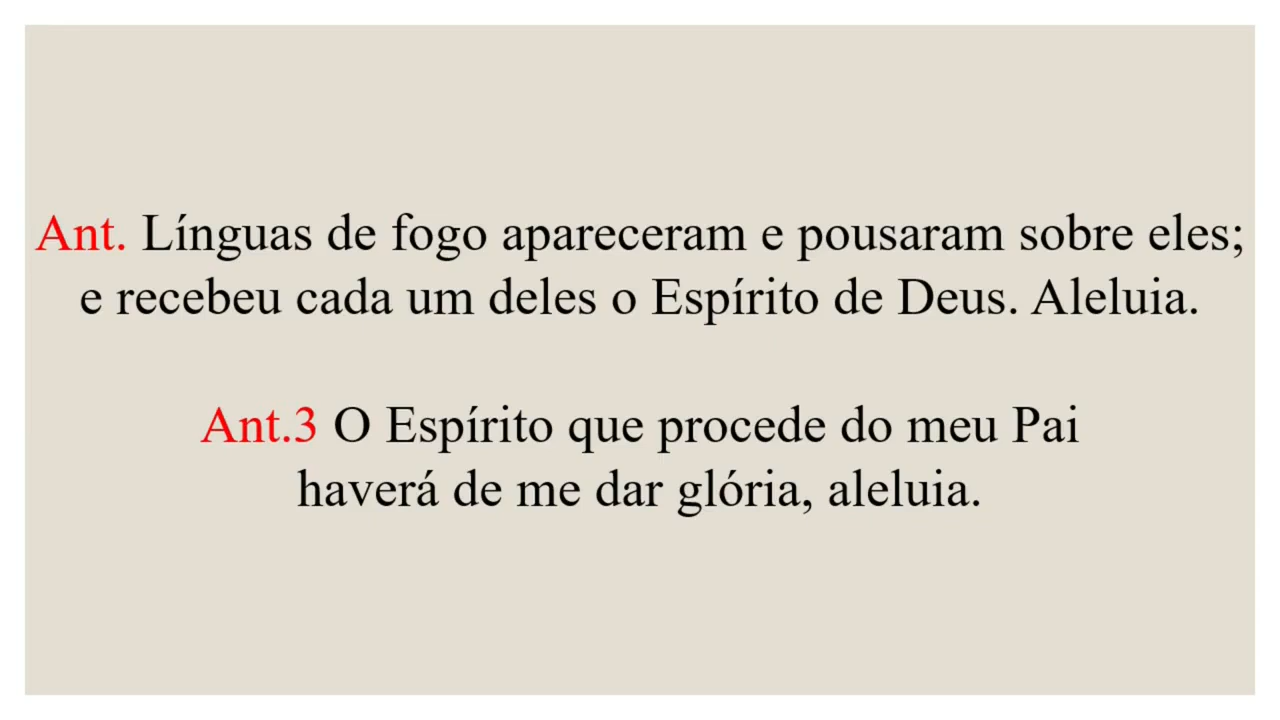 Ant. Línguas de fogo apareceram e pousaram sobre eles;
e recebeu cada um deles o Espírito de Deus. Aleluia.
Ant.3 O Espírito que procede do meu Pai
haverá de me dar glória, aleluia.